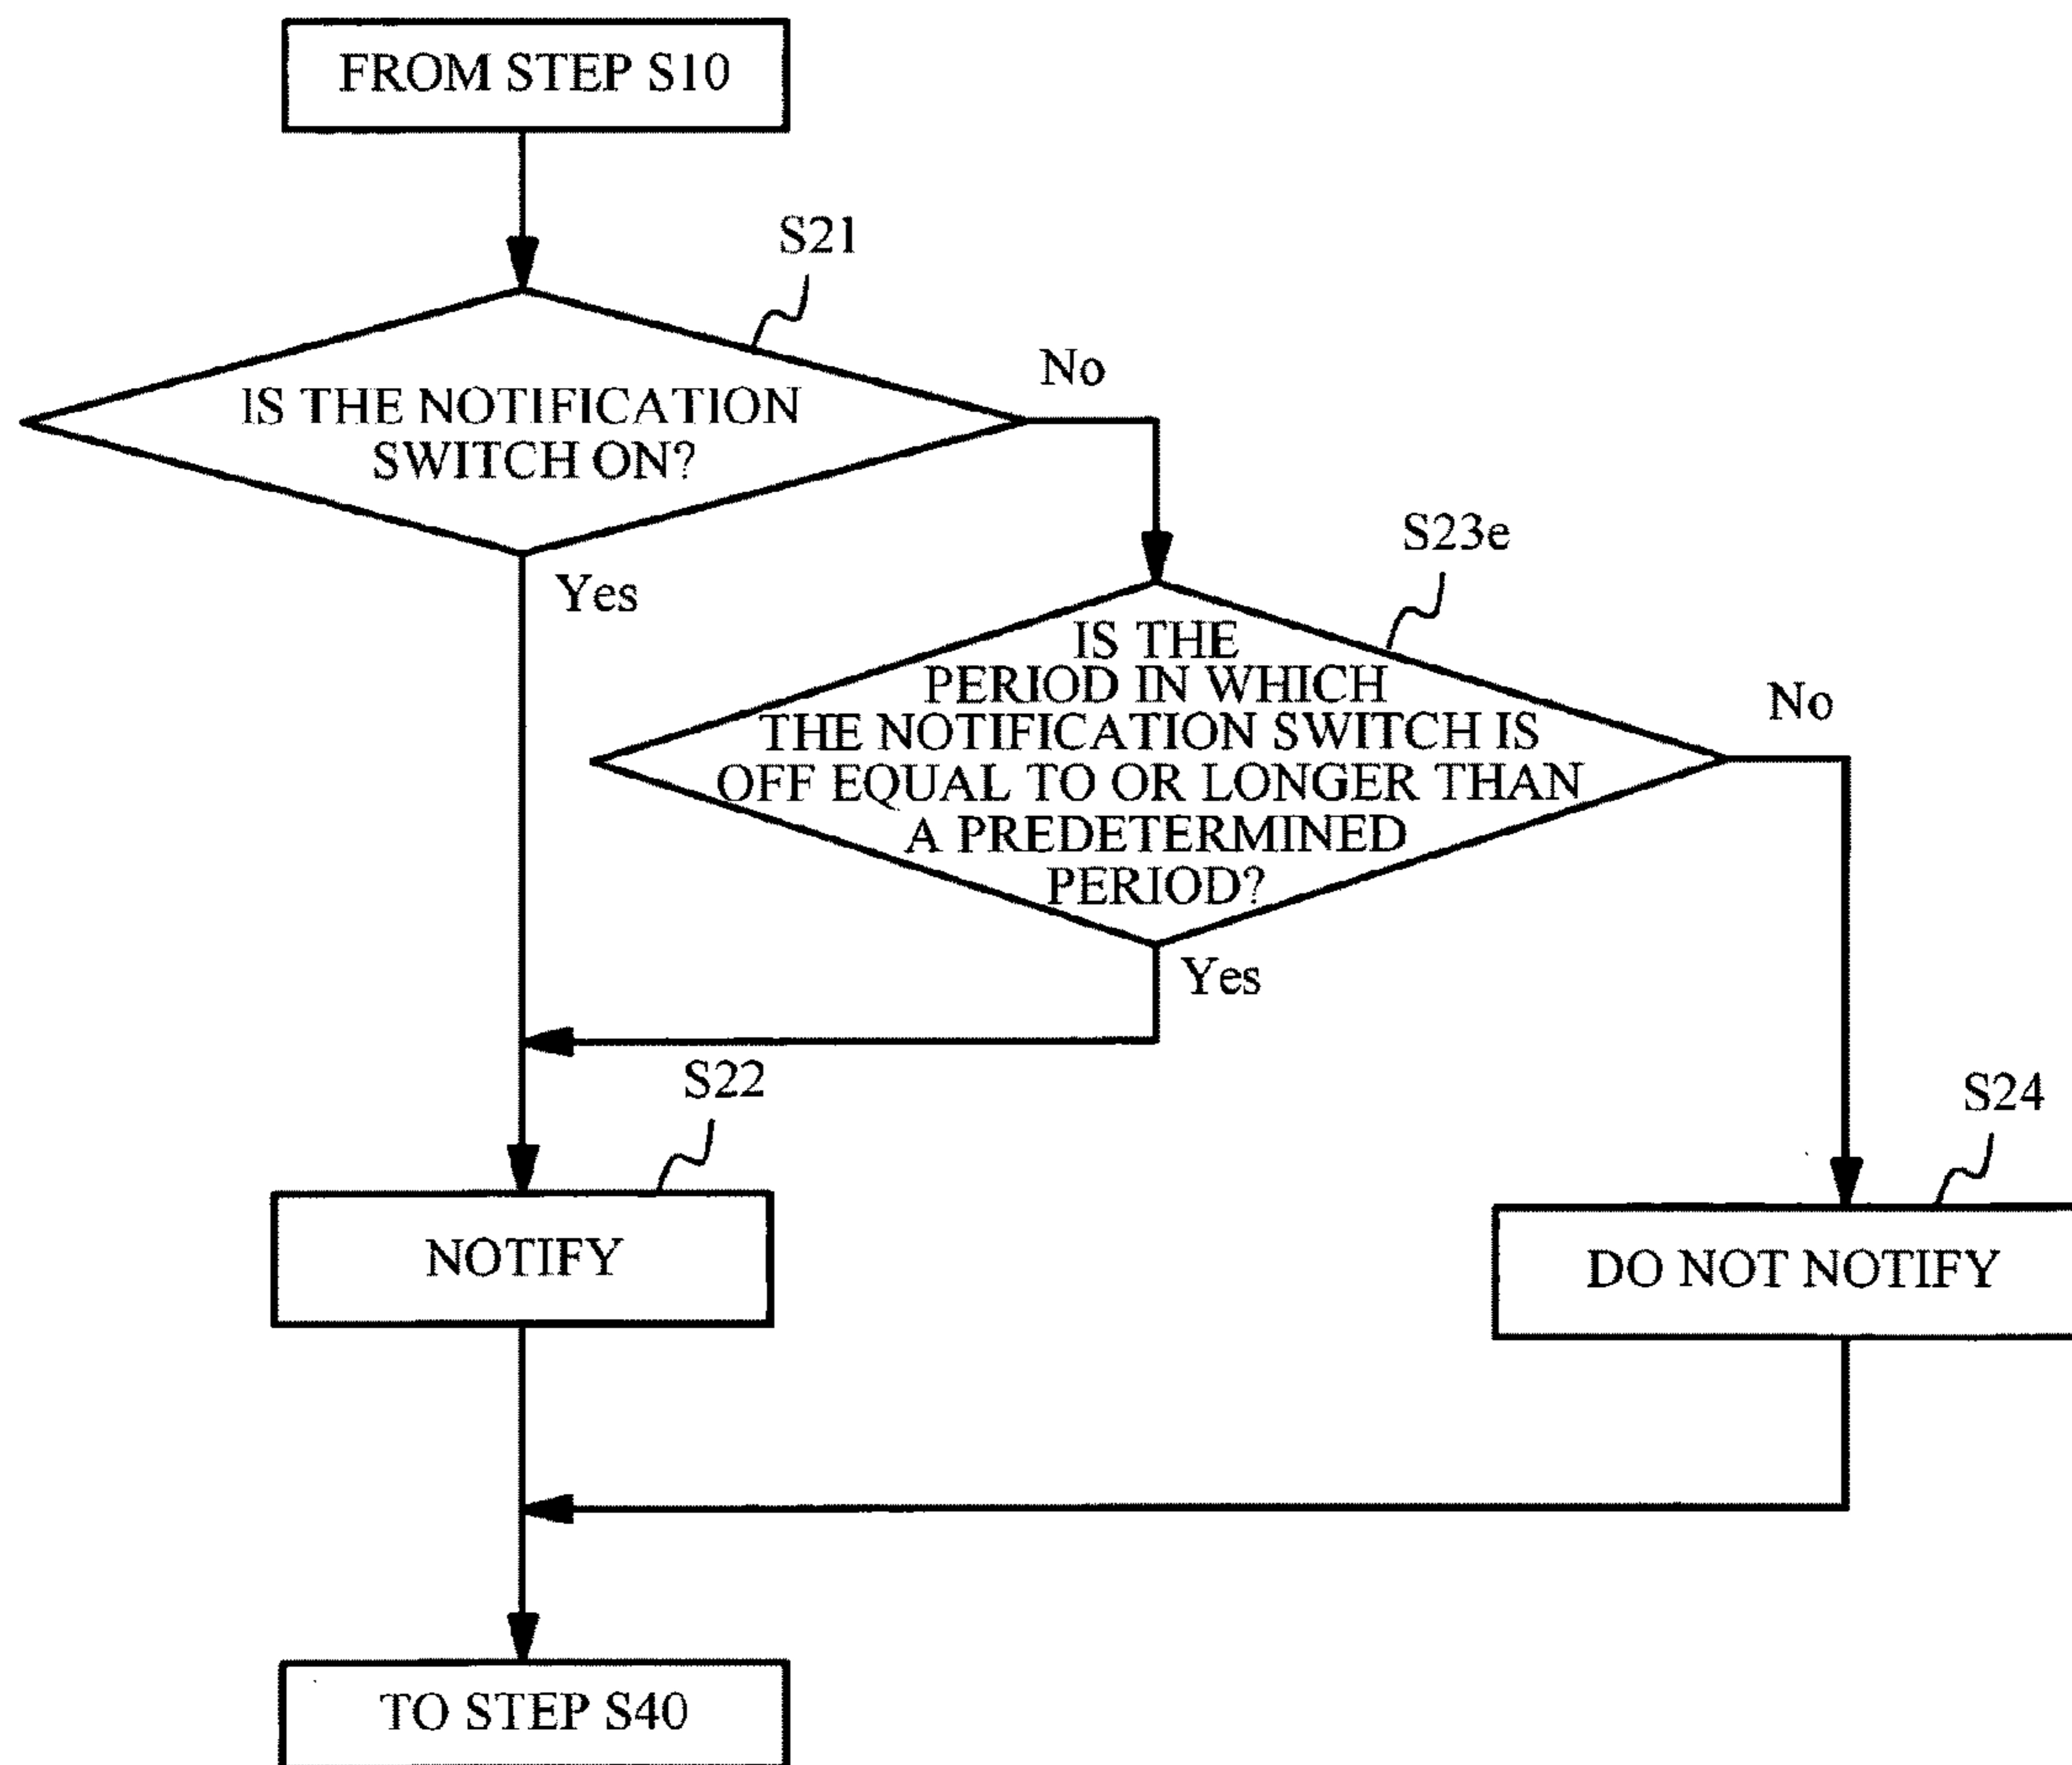 FROM STEP S10
S21
No
IS THE NOTIFICATION
SWITCH ON?
Yes
S23e
IS THE
PERIOD IN WHICH
THE NOTIFICATION SWITCH IS
OFF EQUAL TO OR LONGER THAN
A PREDETERMINED
PERIOD?
No
Yes
S22
NOTIFY
S24
DO NOT NOTIFY
TO STEP S40